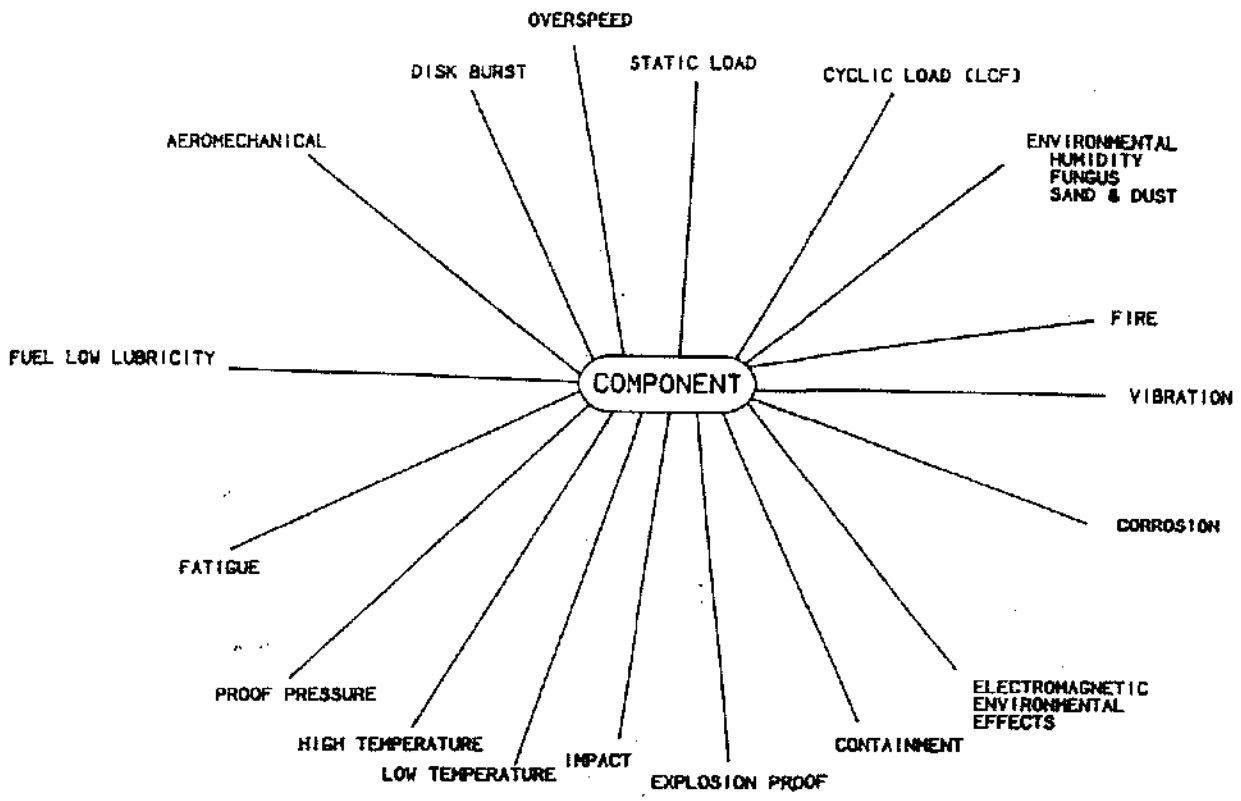 OVERSPEED
STATIC LOAD
DISK BURST
CYCLIC LOAD (LCF)
AEROMECHANICAL
ENVIRONMENTAL
HUMIDITY
FUNGUS
SAND & DUST
FIRE
FUEL LOW LUBRICITY
COMPONENT
VIBRATION
CORROSION
FATIGUE
PROOF PRESSURE
ELECTROMAGNETIC
ENVIRONMENTAL
EFFECTS
HIGH TEMPERATURE
CONTAINMENT
IMPACT
LOW TEMPERATURE
EXPLOSION PROOF